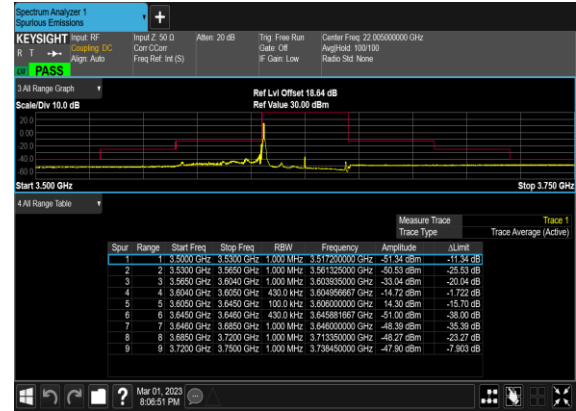 Spectrum Analyzer 1
Spurious Emissions
+
KEYSIGHT Input: RF Input Z: 50 Ω Atten: 20 dB Trig: Free Run Center Freq: 22.005000000 GHz
R T Coupling: DC Corr CCorr Gate: Off Avg|Hold: 100/100
Align: Auto Freq Ref: Int (S) IF Gain: Low Radio Std: None
PASS
3 All Range Graph
Ref Lvl Offset 18.64 dB
Scale/Div 10.0 dB Ref Value 30.00 dBm
20.0
0.00
-20.0
-40.0
-60.0
Start 3.500 GHz Stop 3.750 GHz
4 All Range Table
Measure Trace Trace 1
Trace Type Trace Average (Active)
Spur Range Start Freq Stop Freq RBW Frequency Amplitude ΔLimit
1 1 3.5000 GHz 3.5300 GHz 1.000 MHz 3.517200000 GHz -51.34 dBm -11.34 dB
2 2 3.5300 GHz 3.5650 GHz 1.000 MHz 3.561325000 GHz -50.53 dBm -25.53 dB
3 3 3.5650 GHz 3.6040 GHz 1.000 MHz 3.603935000 GHz -33.04 dBm -20.04 dB
4 4 3.6040 GHz 3.6050 GHz 430.0 kHz 3.604956667 GHz -14.72 dBm -1.722 dB
5 5 3.6050 GHz 3.6450 GHz 100.0 kHz 3.606000000 GHz 14.30 dBm -15.70 dB
6 6 3.6450 GHz 3.6460 GHz 430.0 kHz 3.645881667 GHz -51.00 dBm -38.00 dB
7 7 3.6460 GHz 3.6850 GHz 1.000 MHz 3.646000000 GHz -48.39 dBm -35.39 dB
8 8 3.6850 GHz 3.7200 GHz 1.000 MHz 3.713350000 GHz -48.27 dBm -23.27 dB
9 9 3.7200 GHz 3.7500 GHz 1.000 MHz 3.738450000 GHz -47.90 dBm -7.903 dB
? Mar 01, 2023
8:06:51 PM